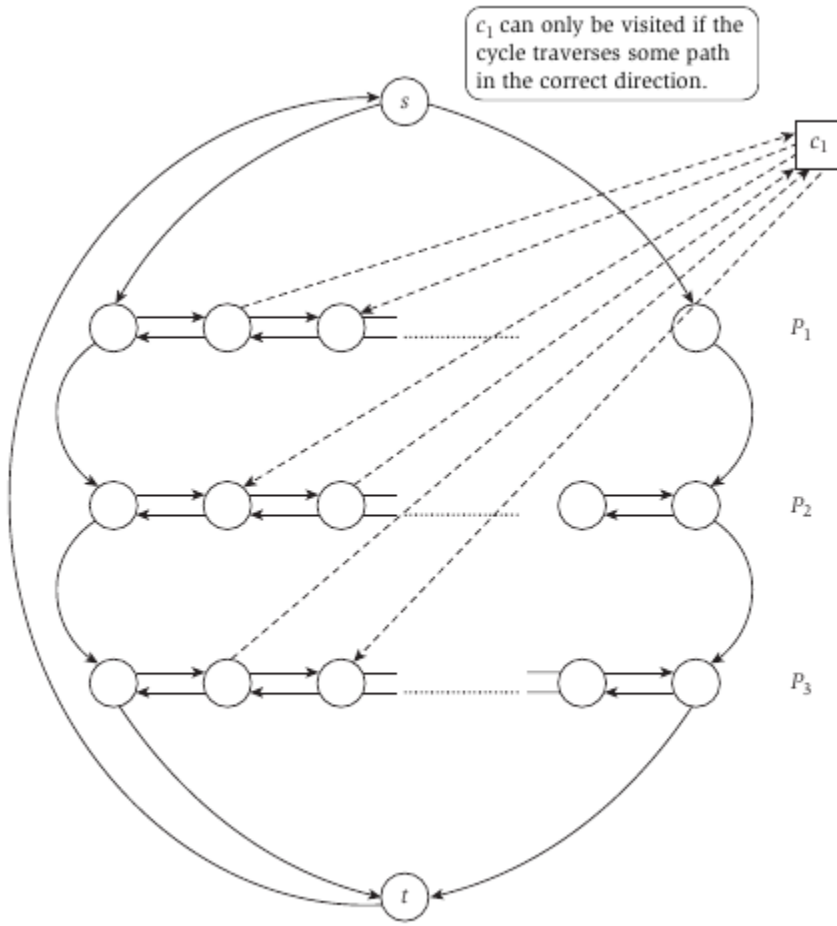 c₁ can only be visited if the
cycle traverses some path
in the correct direction.
s
c₁
P₁
P₂
P₃
t